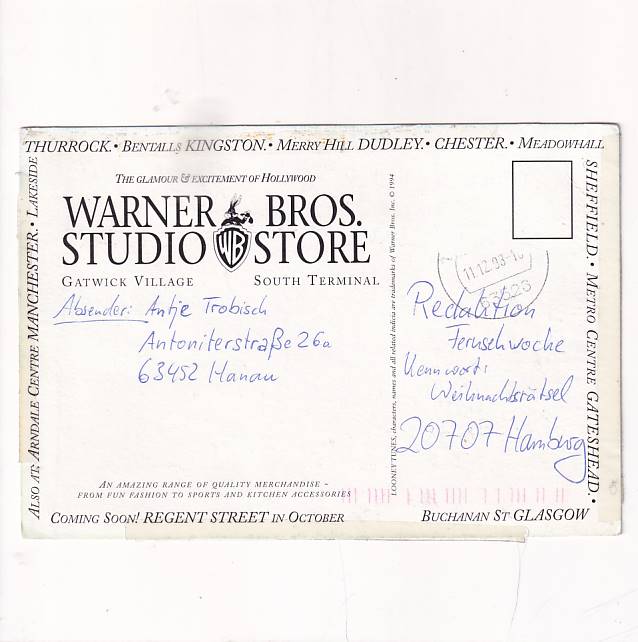 THURROCK. • BENTALLS KINGSTON. • MERRY HILL DUDLEY. • CHESTER. • MEADOWHALL
SHEFFIELD. • METRO CENTRE GATESHEAD. •
ALSO AT: ARNDALE CENTRE MANCHESTER. • LAKESIDE
THE GLAMOUR & EXCITEMENT OF HOLLYWOOD
WARNER BROS.
STUDIO WB STORE
GATWICK VILLAGE SOUTH TERMINAL
Absender: Antje Trobisch
Antoniterstraße 26a
63452 Hanau
AN AMAZING RANGE OF QUALITY MERCHANDISE –
FROM FUN FASHION TO SPORTS AND KITCHEN ACCESSORIES
LOONEY TUNES, characters, names and all related indicia are trademarks of Warner Bros. Inc. © 1994
11.12.98
63623
Redaktion
Fernsehwoche
Kennwort:
Weihnachtsrätsel
20707 Hamburg
COMING SOON! REGENT STREET IN OCTOBER
BUCHANAN ST GLASGOW